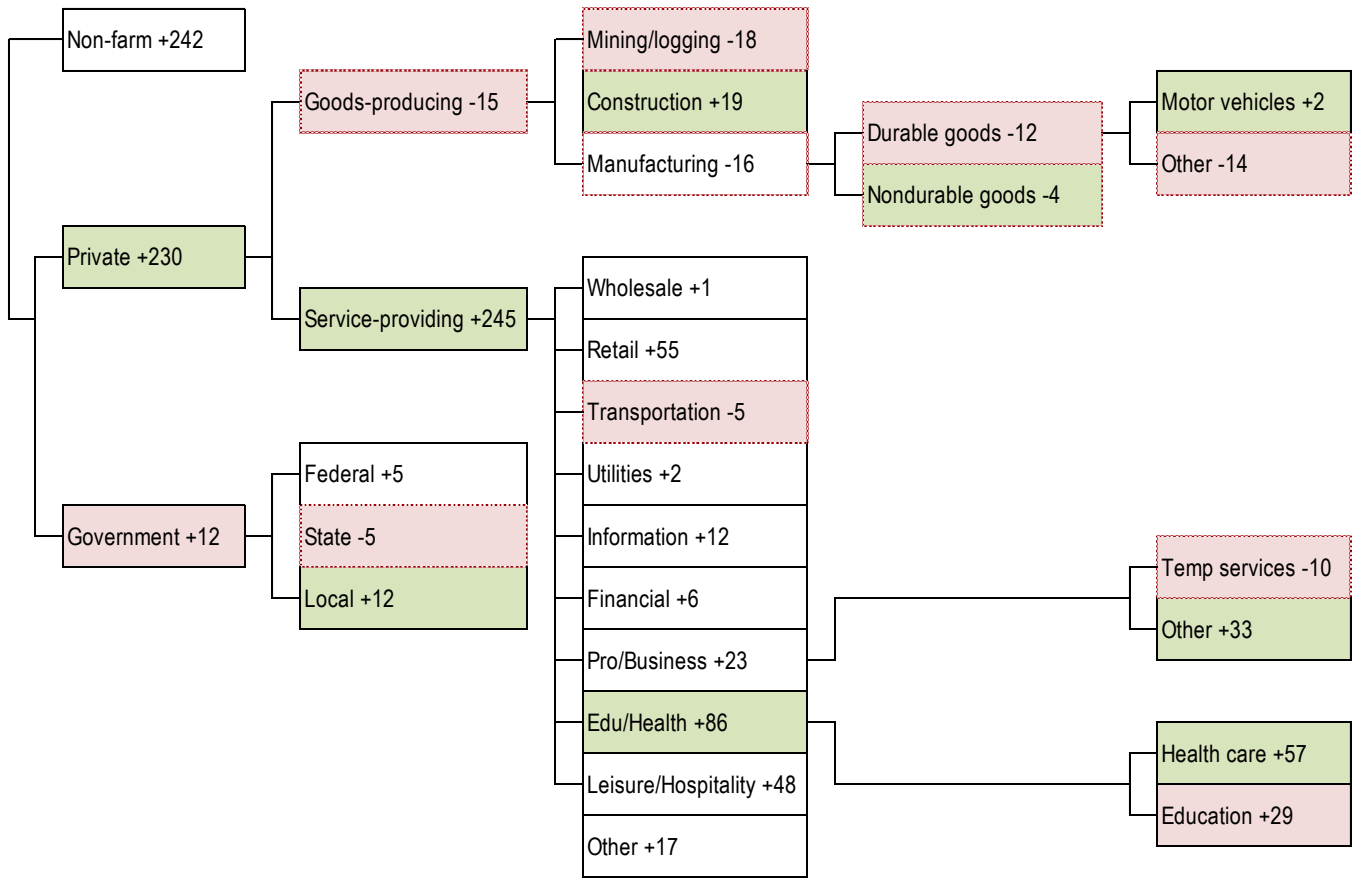 Non-farm +242
Private +230
Government +12
Goods-producing -15
Service-providing +245
Federal +5
State -5
Local +12
Mining/logging -18
Construction +19
Manufacturing -16
Wholesale +1
Retail +55
Transportation -5
Utilities +2
Information +12
Financial +6
Pro/Business +23
Edu/Health +86
Leisure/Hospitality +48
Other +17
Durable goods -12
Nondurable goods -4
Motor vehicles +2
Other -14
Temp services -10
Other +33
Health care +57
Education +29